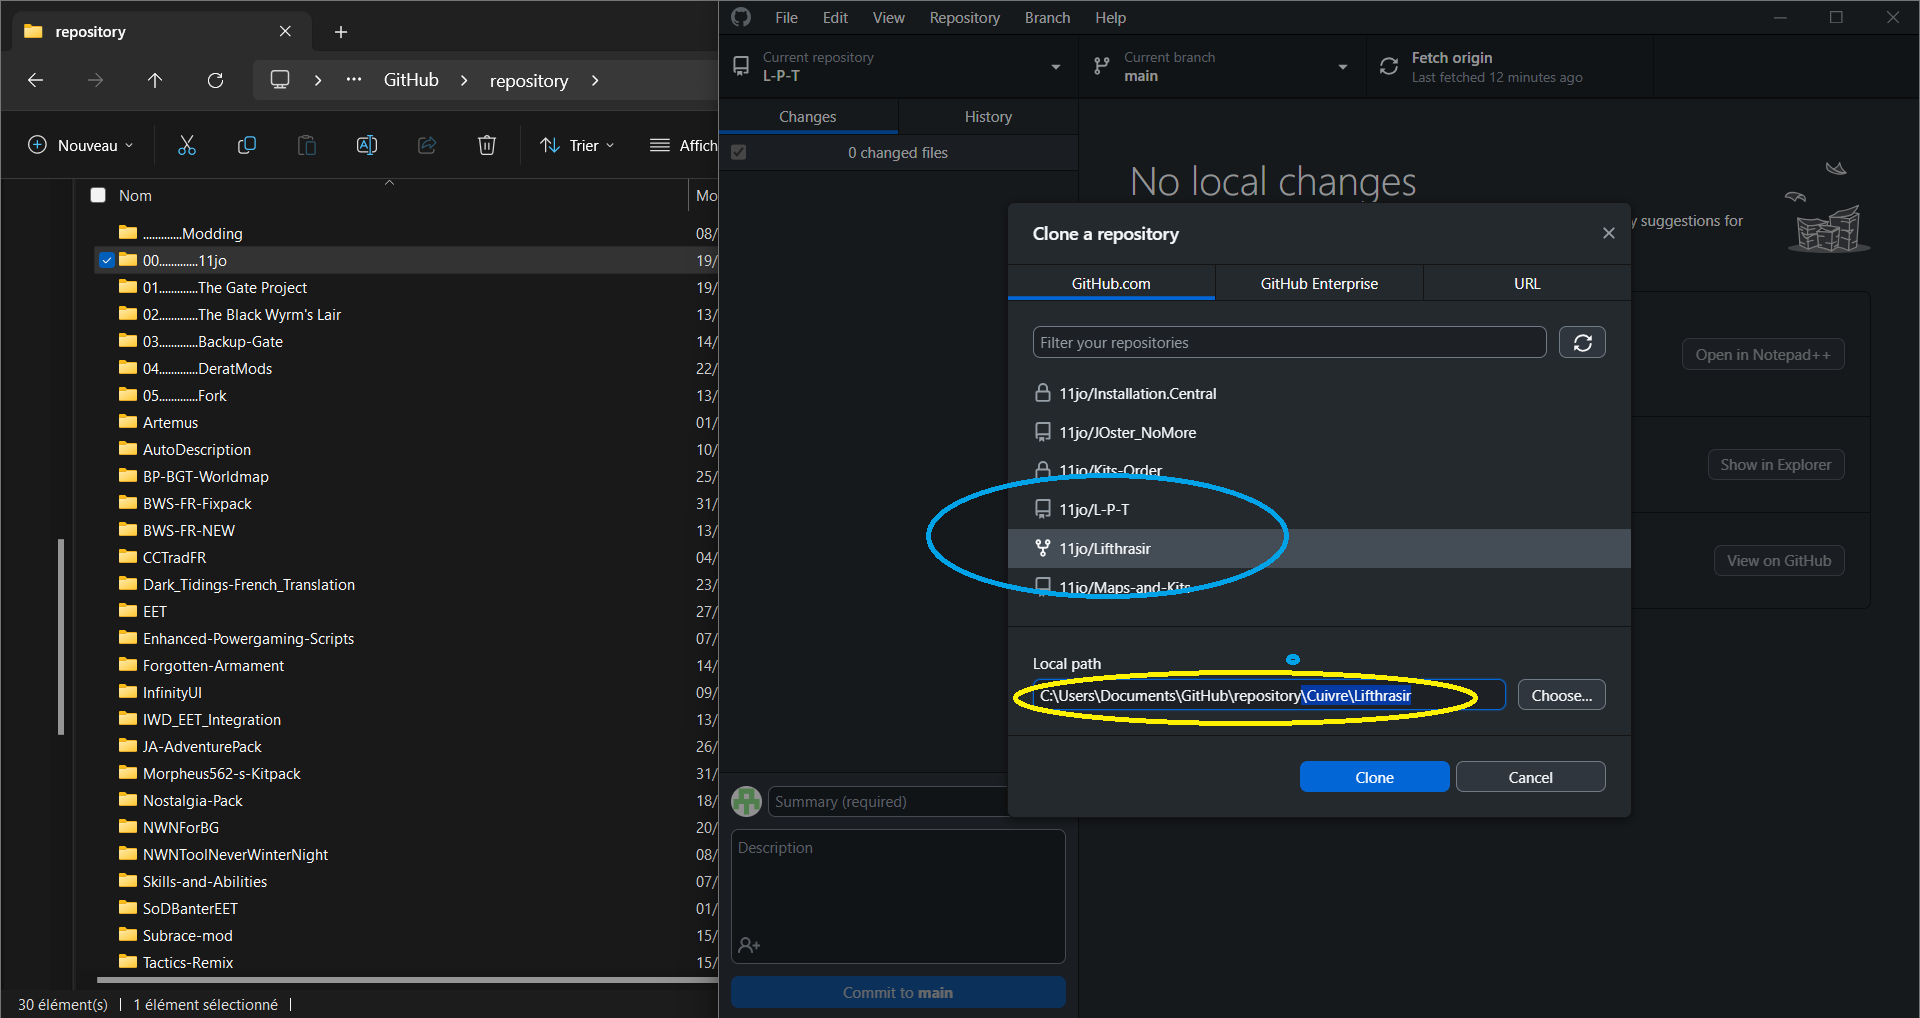 repository
GitHub
repository
Nouveau
Trier
Affich
Nom
Mo
.............Modding
08/
00.............11jo
19/
01.............The Gate Project
19/
02.............The Black Wyrm's Lair
13/
03.............Backup-Gate
14/
04.............DeratMods
22/
05.............Fork
13/
Artemus
01/
AutoDescription
10/
BP-BGT-Worldmap
25/
BWS-FR-Fixpack
31/
BWS-FR-NEW
13/
CCTradFR
04/
Dark_Tidings-French_Translation
23/
EET
27/
Enhanced-Powergaming-Scripts
07/
Forgotten-Armament
14/
InfinityUI
09/
IWD_EET_Integration
13/
JA-AdventurePack
26/
Morpheus562-s-Kitpack
31/
Nostalgia-Pack
18/
NWNForBG
20/
NWNToolNeverWinterNight
08/
Skills-and-Abilities
07/
SoDBanterEET
01/
Subrace-mod
15/
Tactics-Remix
15/
30 élément(s)
1 élément sélectionné
File Edit View Repository Branch Help
Current repository
L-P-T
Current branch
main
Fetch origin
Last fetched 12 minutes ago
Changes
History
0 changed files
No local changes
y suggestions for
Open in Notepad++
Show in Explorer
View on GitHub
Clone a repository
GitHub.com
GitHub Enterprise
URL
Filter your repositories
11jo/Installation.Central
11jo/JOster_NoMore
11jo/Kits-Order
11jo/L-P-T
11jo/Lifthrasir
11jo/Maps-and-Kits
Local path
C:\Users\Documents\GitHub\repository\Cuivre\Lifthrasir
Choose...
Clone
Cancel
Summary (required)
Description
Commit to main